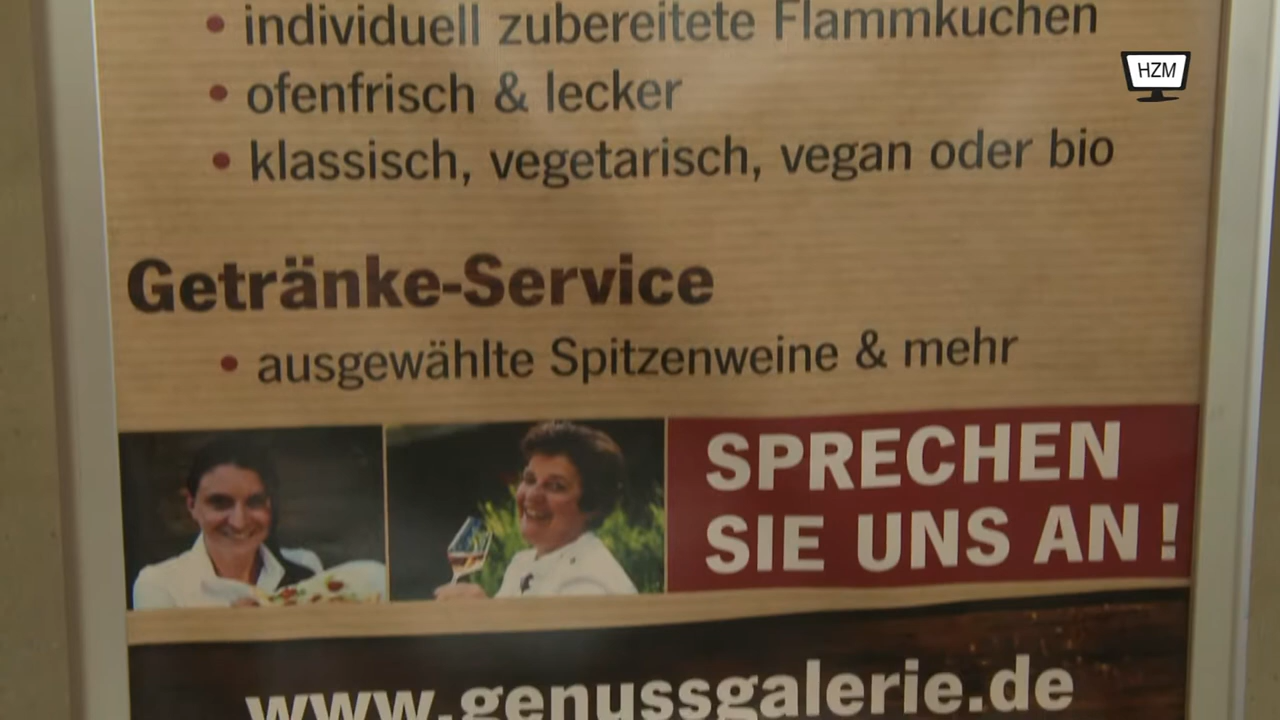 • individuell zubereitete Flammkuchen
HZM
• ofenfrisch & lecker
• klassisch, vegetarisch, vegan oder bio
Getränke-Service
• ausgewählte Spitzenweine & mehr
SPRECHEN
SIE UNS AN!
www.genussgalerie.de